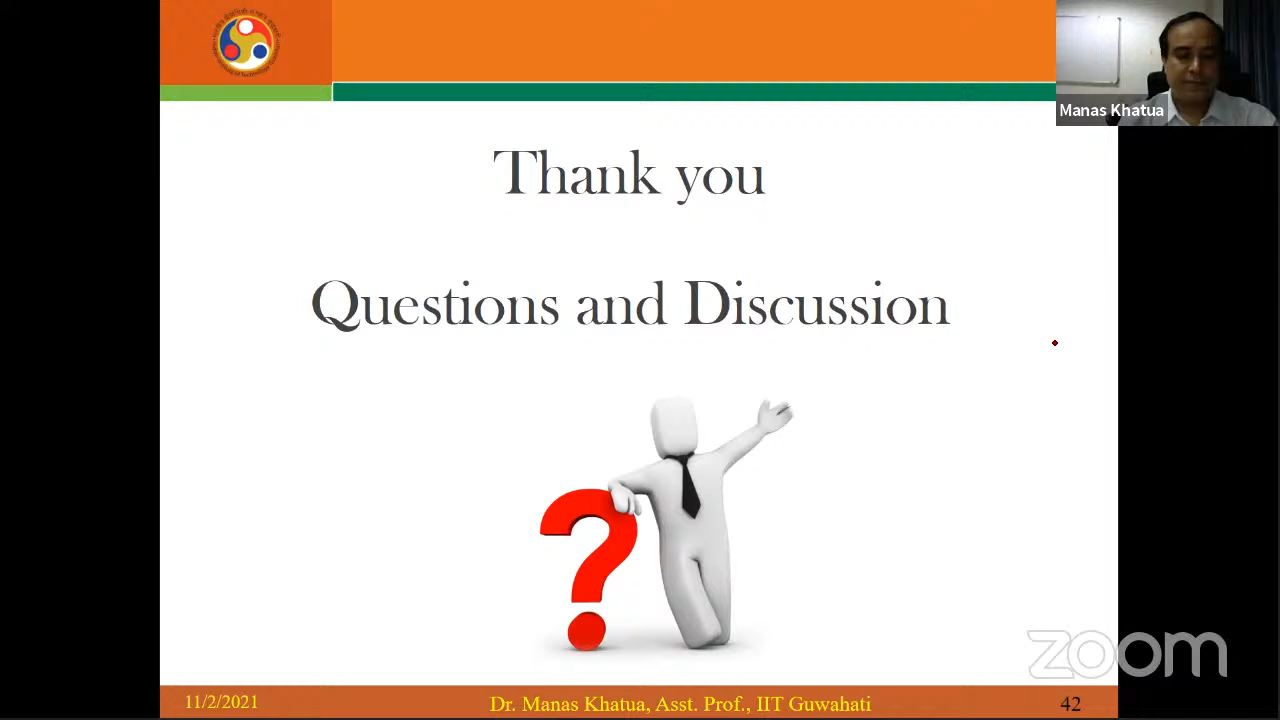 Manas Khatua
Thank you
Questions and Discussion
zoom
11/2/2021
Dr. Manas Khatua, Asst. Prof., IIT Guwahati
42